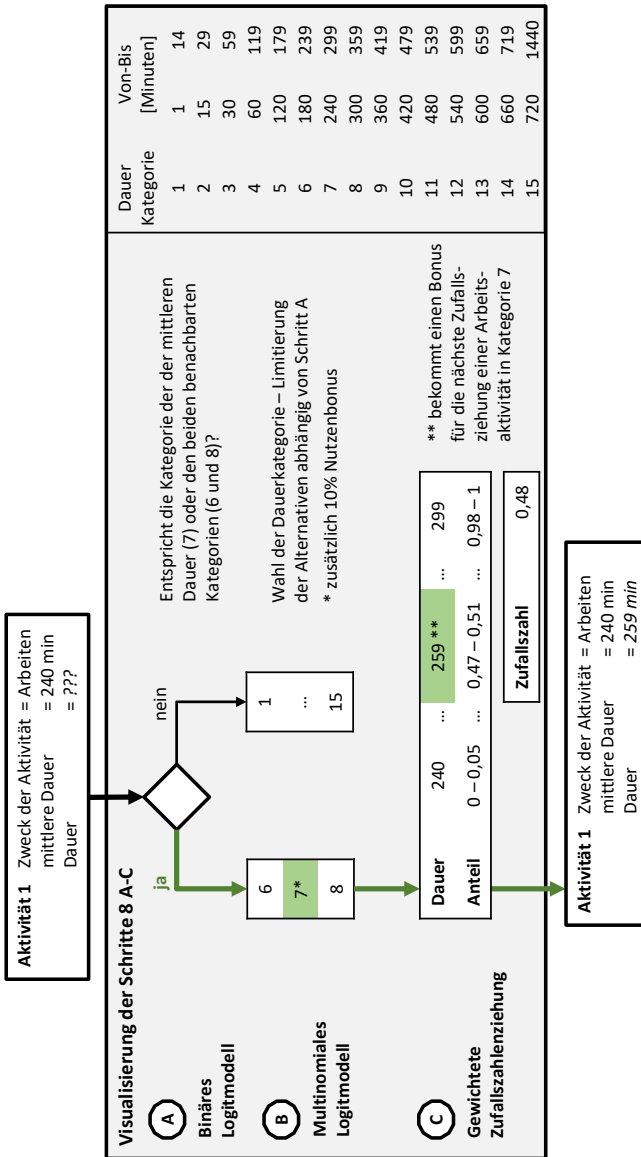 Aktivität 1 Zweck der Aktivität = Arbeiten
mittlere Dauer = 240 min
Dauer = ???
Visualisierung der Schritte 8 A-C
A
Binäres
Logitmodell
ja
nein
Entspricht die Kategorie der der mittleren
Dauer (7) oder den beiden benachbarten
Kategorien (6 und 8)?
B
Multinomiales
Logitmodell
6
7*
8
1
...
15
Wahl der Dauerkategorie – Limitierung
der Alternativen abhängig von Schritt A
* zusätzlich 10% Nutzenbonus
C
Gewichtete
Zufallszahlenziehung
Dauer 240 ... 259 ** ... 299
Anteil 0 – 0,05 ... 0,47 – 0,51 ... 0,98 – 1
Zufallszahl 0,48
** bekommt einen Bonus
für die nächste Zufalls-
ziehung einer Arbeits-
aktivität in Kategorie 7
Dauer Von-Bis
Kategorie [Minuten]
1 1 14
2 15 29
3 30 59
4 60 119
5 120 179
6 180 239
7 240 299
8 300 359
9 360 419
10 420 479
11 480 539
12 540 599
13 600 659
14 660 719
15 720 1440
Aktivität 1 Zweck der Aktivität = Arbeiten
mittlere Dauer = 240 min
Dauer = 259 min